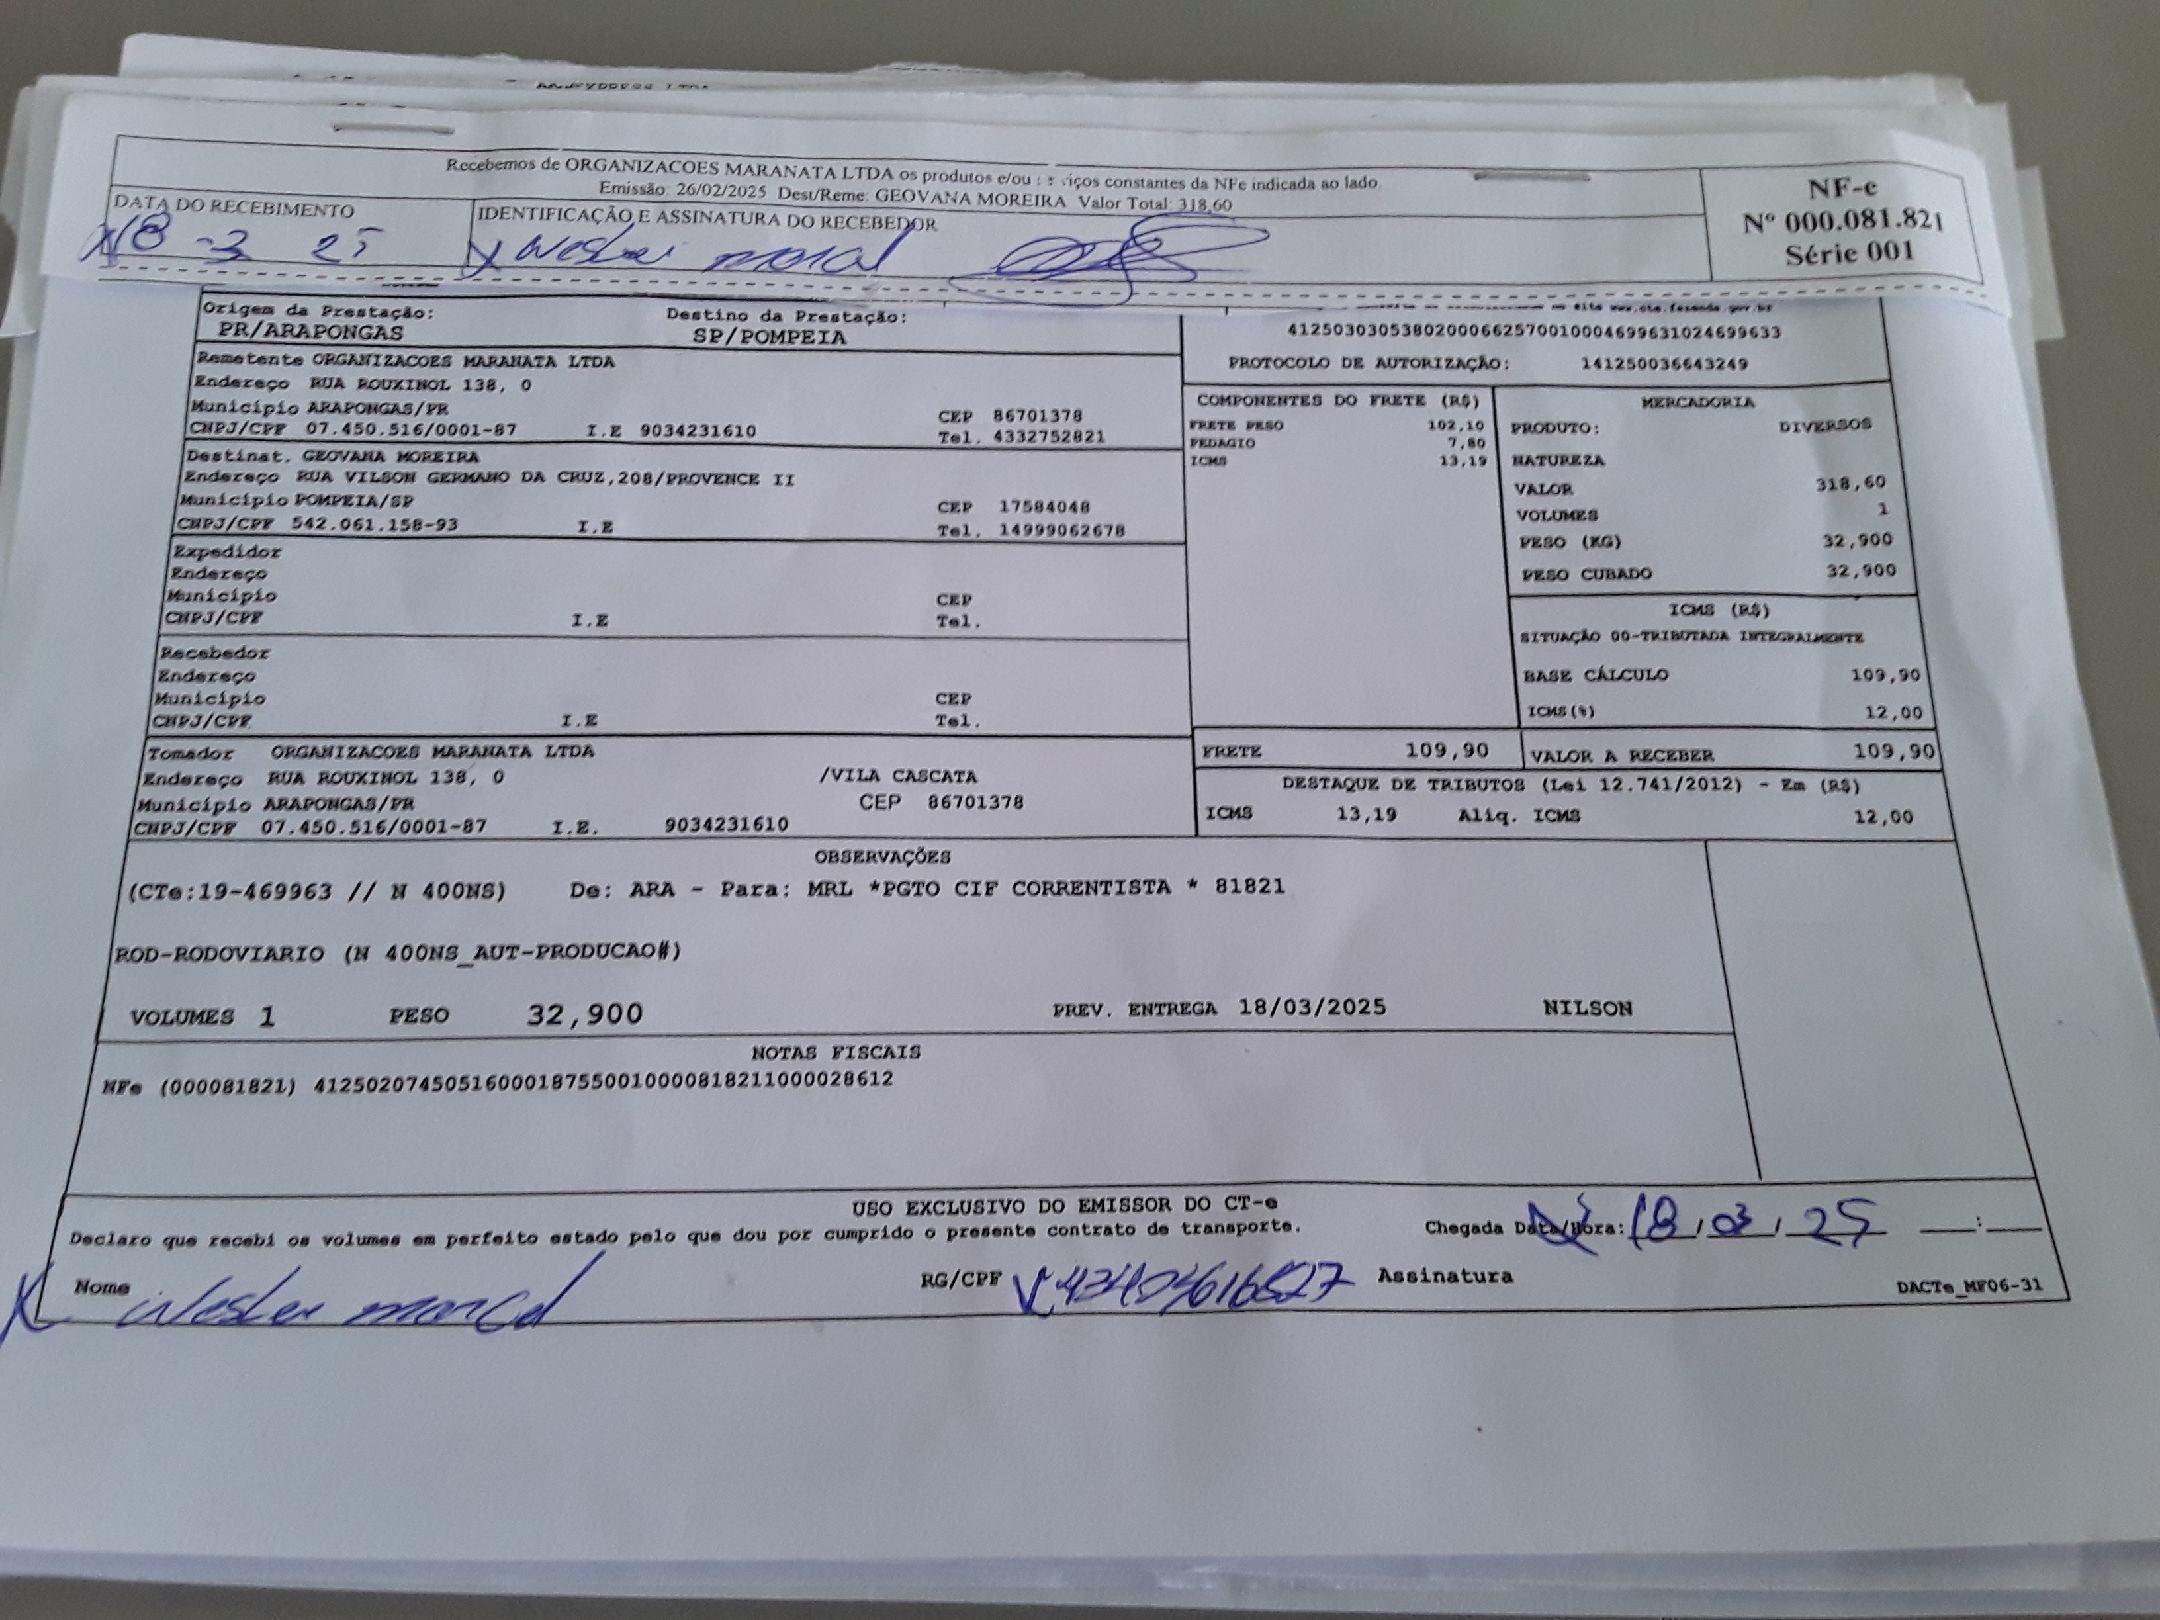 Recebemos de ORGANIZACOES MARANATA LTDA os produtos e/ou constantes da NFe indicada ao lado.
Emissão: 26/02/2025 Dest/Reme: GEOVANA MOREIRA Valor Total: 318,60
NF-e
Nº 000.081.821
Série 001
DATA DO RECEBIMENTO
IDENTIFICAÇÃO E ASSINATURA DO RECEBEDOR
18-3 25
Origem da Prestação:
PR/ARAPONGAS
Destino da Prestação:
SP/POMPEIA
Remetente ORGANIZACOES MARANATA LTDA
Endereço RUA ROUXINOL 138, 0
Município ARAPONGAS/PR CEP 86701378
CNPJ/CPF 07.450.516/0001-87 I.E 9034231610 Tel. 4332752821
Destinat. GEOVANA MOREIRA
Endereço RUA VILSON GERMANO DA CRUZ,208/PROVENCE II
Município POMPEIA/SP CEP 17584048
CNPJ/CPF 542.061.158-93 I.E Tel. 14999062678
Expedidor
Endereço
Município CEP
CNPJ/CPF I.E Tel.
Recebedor
Endereço
Município CEP
CNPJ/CPF I.E Tel.
Tomador ORGANIZACOES MARANATA LTDA
Endereço RUA ROUXINOL 138, 0 /VILA CASCATA
Município ARAPONGAS/PR CEP 86701378
CNPJ/CPF 07.450.516/0001-87 I.E. 9034231610
no site www.cte.fazenda.gov.br
41250303053802000662570010004699631024699633
PROTOCOLO DE AUTORIZAÇÃO: 141250036643249
COMPONENTES DO FRETE (R$)
FRETE PESO 102,10
PEDAGIO 7,80
ICMS 13,19
MERCADORIA
PRODUTO: DIVERSOS
NATUREZA
VALOR 318,60
VOLUMES 1
PESO (KG) 32,900
PESO CUBADO 32,900
ICMS (R$)
SITUAÇÃO 00-TRIBUTADA INTEGRALMENTE
BASE CÁLCULO 109,90
ICMS(%) 12,00
FRETE 109,90
VALOR A RECEBER 109,90
DESTAQUE DE TRIBUTOS (Lei 12.741/2012) - Em (R$)
ICMS 13,19 Aliq. ICMS 12,00
OBSERVAÇÕES
(CTe:19-469963 // N 400NS) De: ARA - Para: MRL *PGTO CIF CORRENTISTA * 81821
ROD-RODOVIARIO (N 400NS_AUT-PRODUCAO#)
VOLUMES 1 PESO 32,900 PREV. ENTREGA 18/03/2025 NILSON
NOTAS FISCAIS
NFe (000081821) 41250207450516000187550010000818211000028612
USO EXCLUSIVO DO EMISSOR DO CT-e
Declaro que recebi os volumes em perfeito estado pelo que dou por cumprido o presente contrato de transporte.
Chegada Data/Hora: 18/03/25 :
Nome
RG/CPF
Assinatura
DACTe_MF06-31